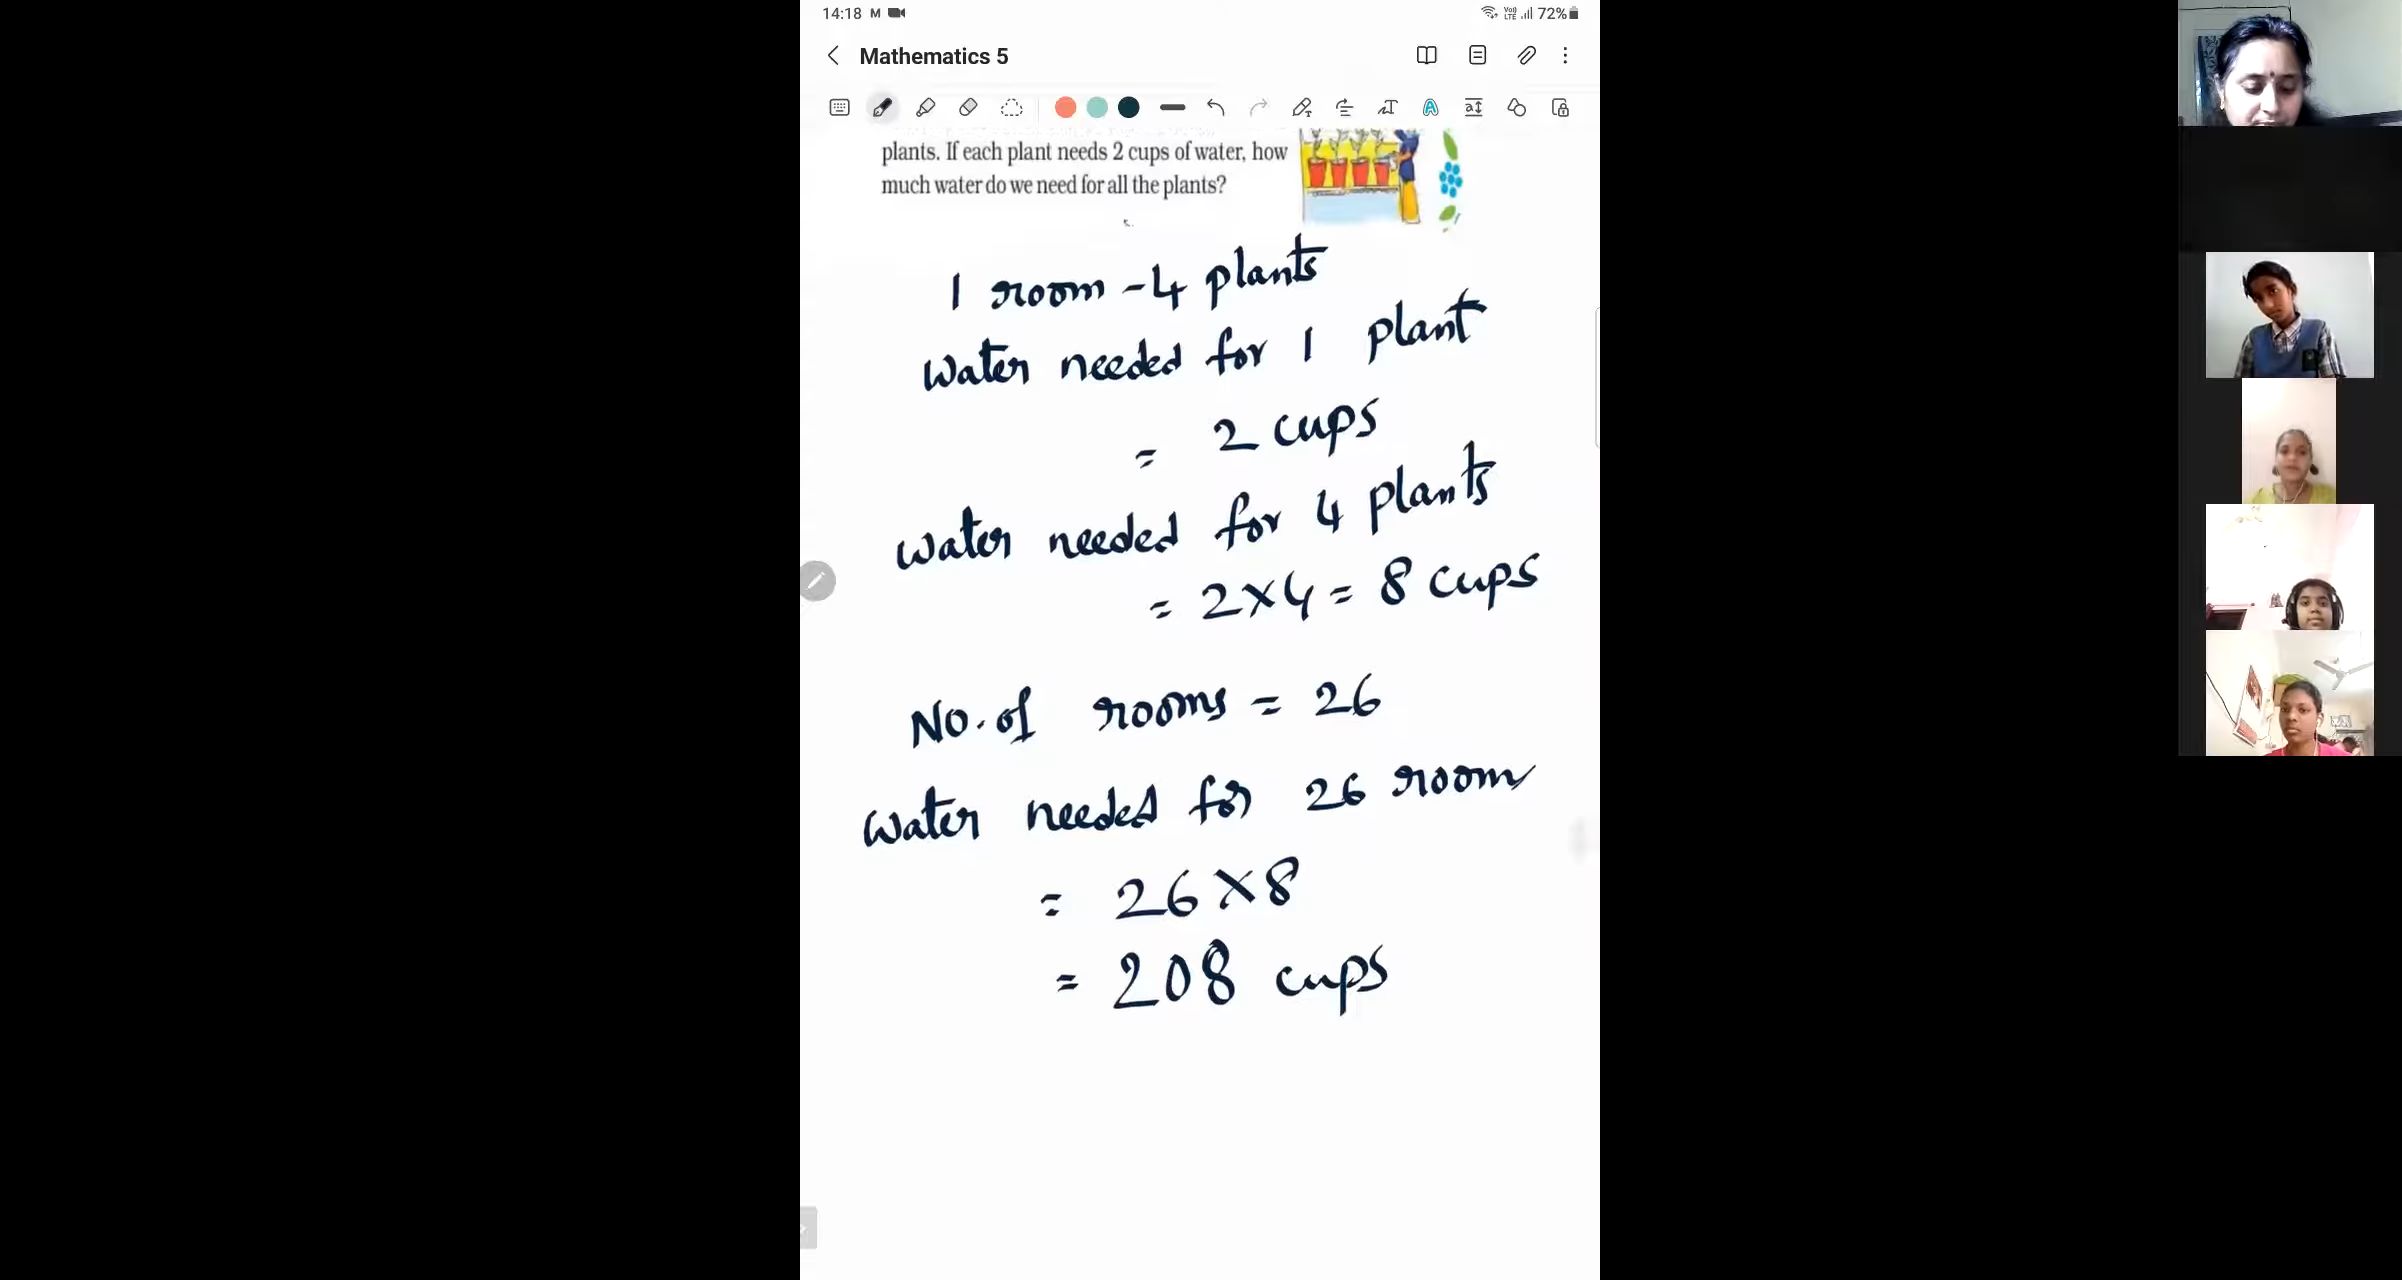 14:18 M 72%
Mathematics 5
plants. If each plant needs 2 cups of water, how
much water do we need for all the plants?
1 room - 4 plants
Water needed for 1 plant
= 2 cups
Water needed for 4 plants
= 2×4 = 8 cups
No. of rooms = 26
Water needed for 26 rooms
= 26 × 8
= 208 cups